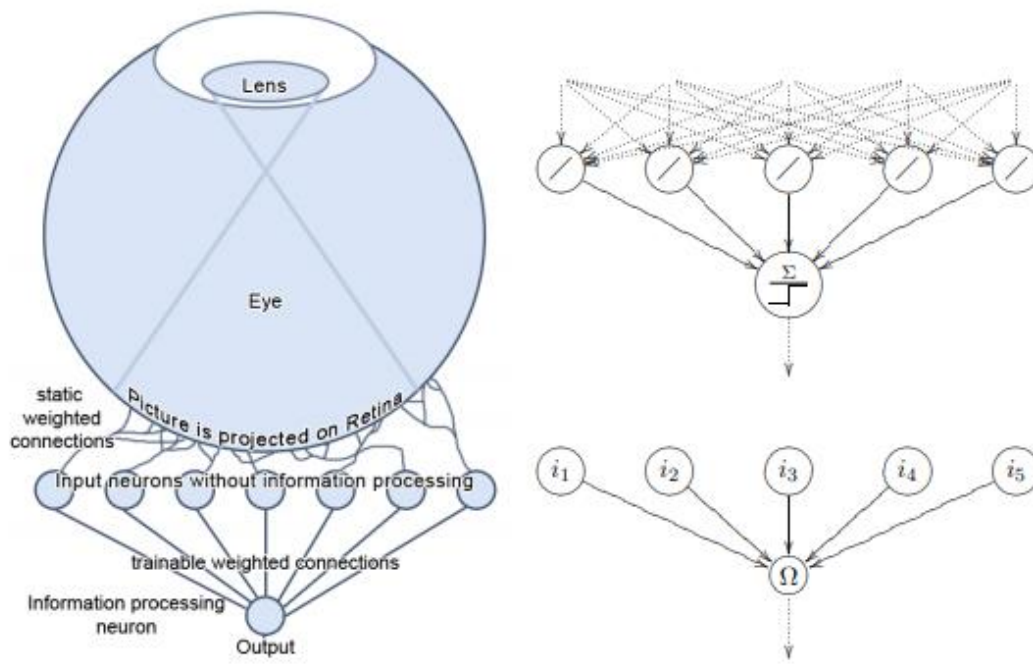 Lens
Eye
Picture is projected on Retina
static
weighted
connections
Input neurons without information processing
trainable weighted connections
Information processing
neuron
Output
Σ
i₁ i₂ i₃ i₄ i₅
Ω